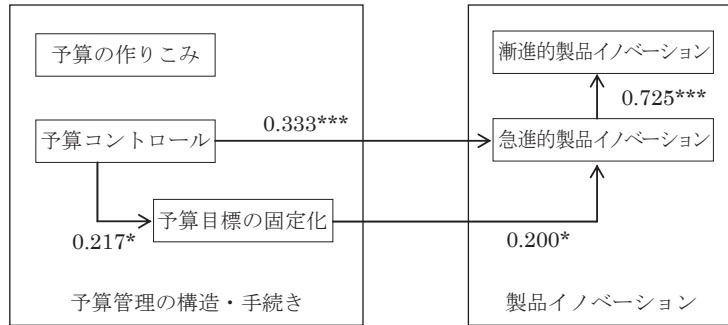 予算の作りこみ
漸進的製品イノベーション
0.725***
0.333***
予算コントロール
急進的製品イノベーション
予算目標の固定化
0.217*
0.200*
予算管理の構造・手続き
製品イノベーション